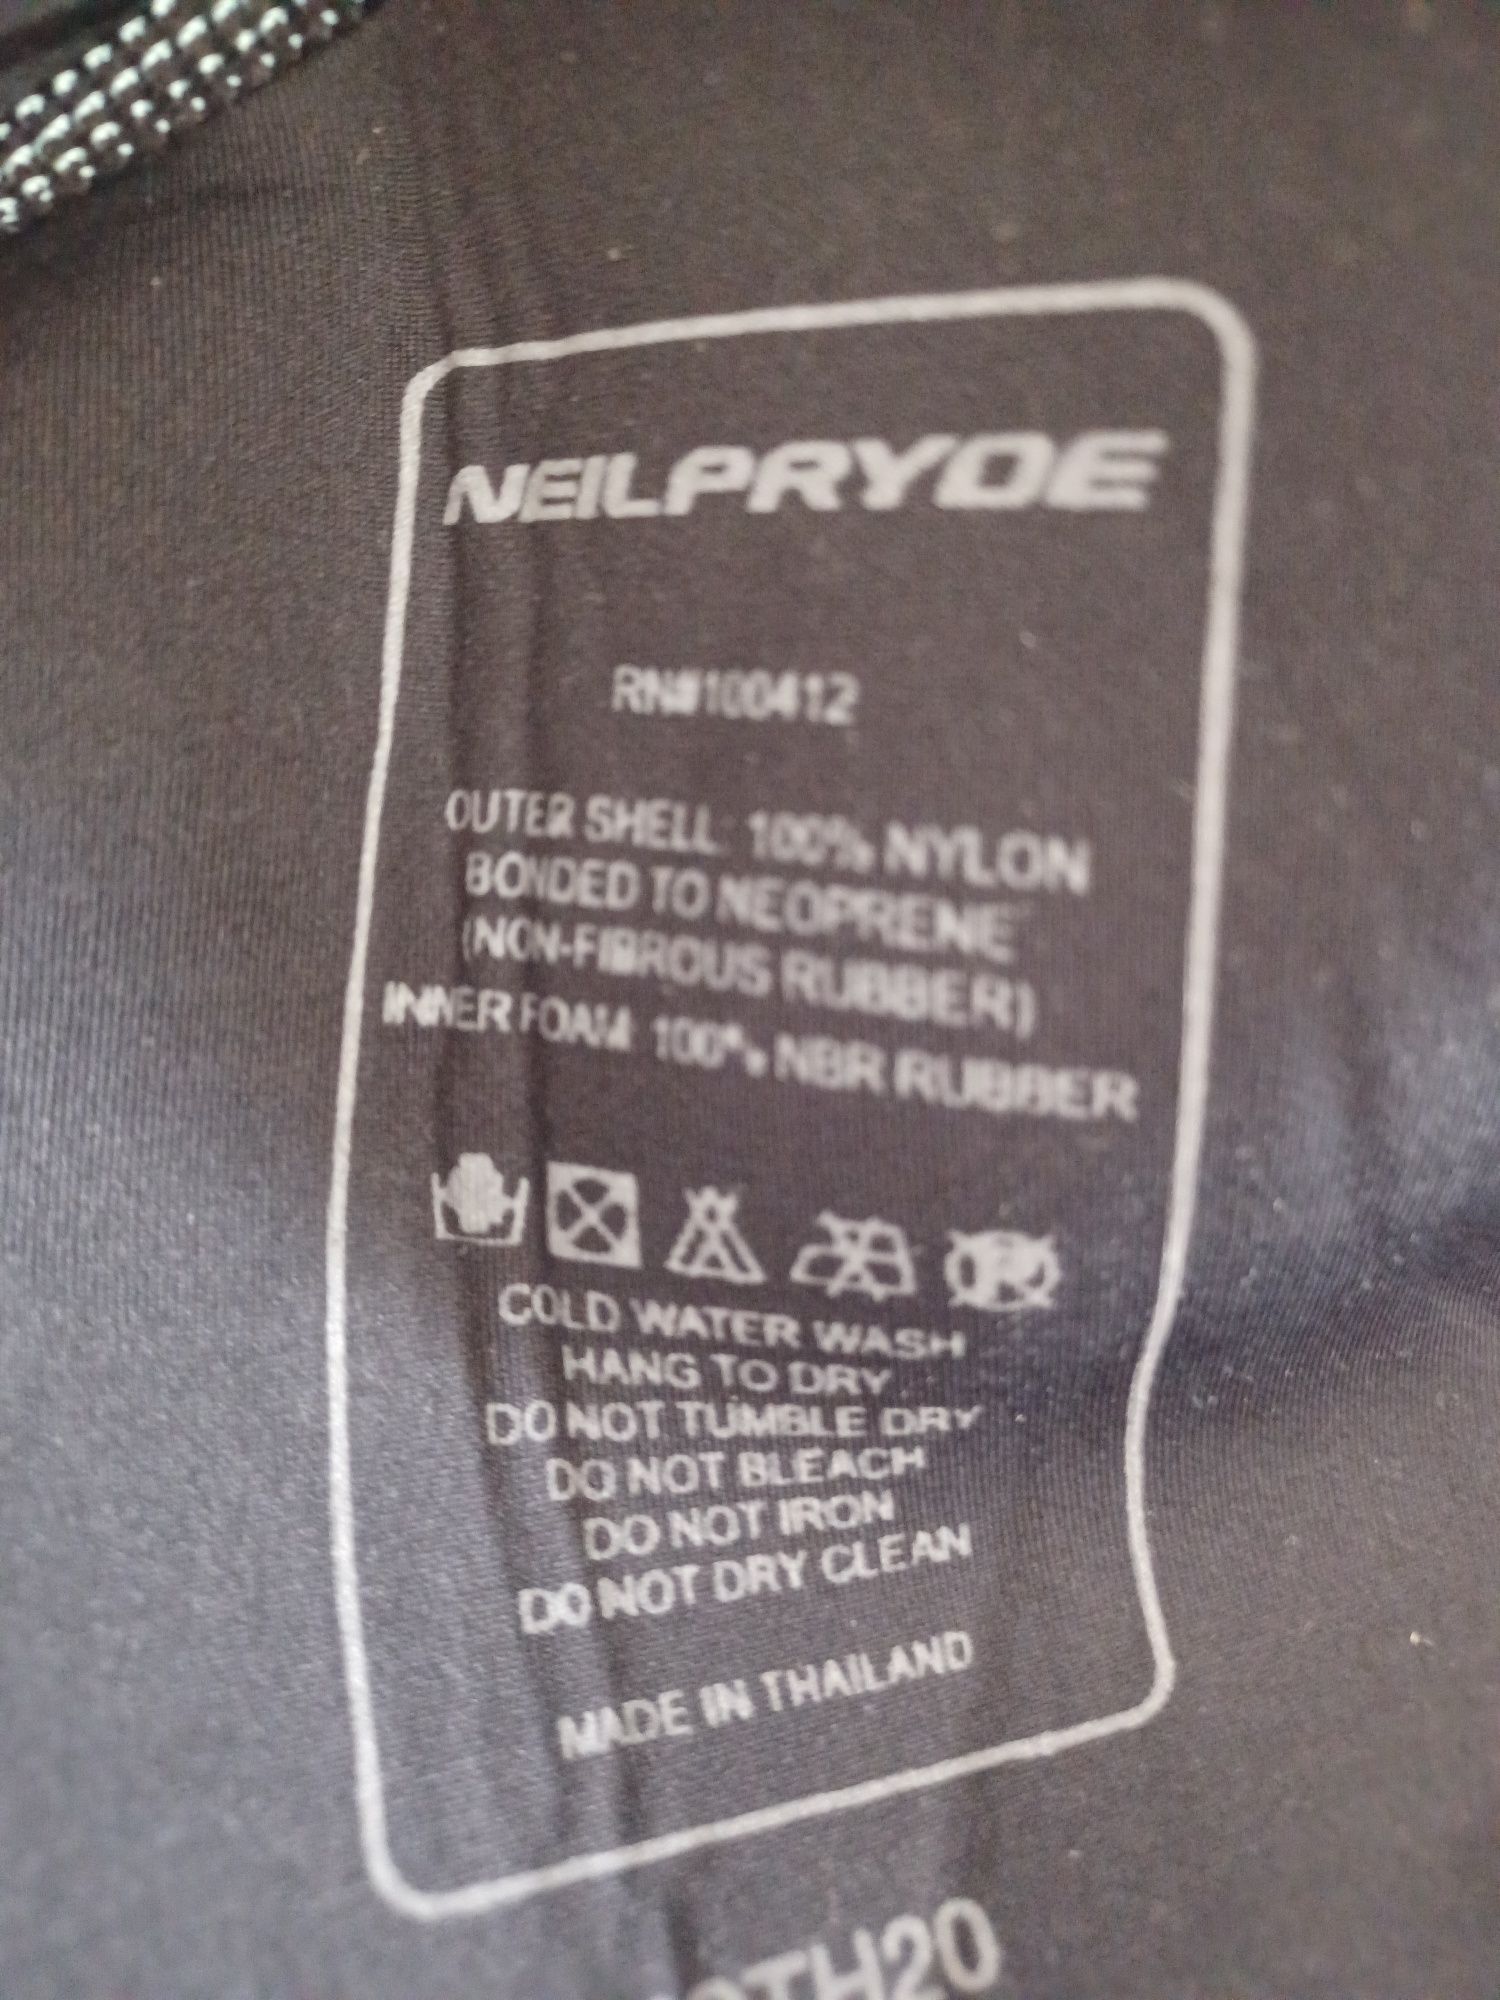 NEILPRYDE
RN#100412
OUTER SHELL: 100% NYLON
BONDED TO NEOPRENE
(NON-FIBROUS RUBBER)
INNER FOAM: 100% NBR RUBBER
COLD WATER WASH
HANG TO DRY
DO NOT TUMBLE DRY
DO NOT BLEACH
DO NOT IRON
DO NOT DRY CLEAN
MADE IN THAILAND